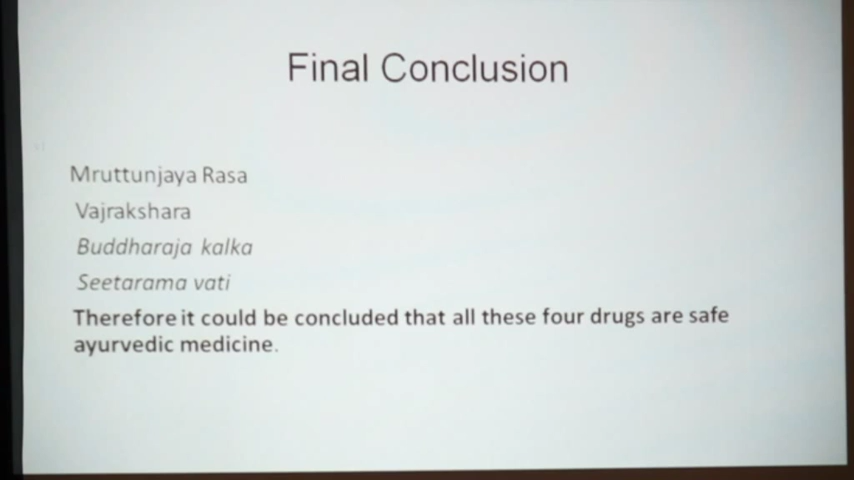 Final Conclusion
Mruttunjaya Rasa
Vajrakshara
Buddharaja kalka
Seetarama vati
Therefore it could be concluded that all these four drugs are safe
ayurvedic medicine.